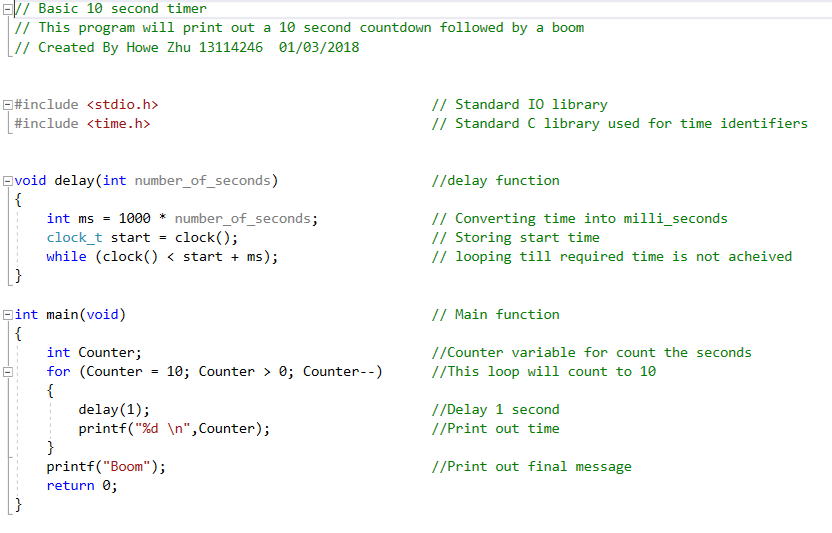 // Basic 10 second timer
// This program will print out a 10 second countdown followed by a boom
// Created By Howe Zhu 13114246  01/03/2018
#include <stdio.h> // Standard IO library
#include <time.h> // Standard C library used for time identifiers
void delay(int number_of_seconds) //delay function
{
int ms = 1000 * number_of_seconds; // Converting time into milli_seconds
clock_t start = clock(); // Storing start time
while (clock() < start + ms); // looping till required time is not acheived
}
int main(void) // Main function
{
int Counter; //Counter variable for count the seconds
for (Counter = 10; Counter > 0; Counter--) //This loop will count to 10
{
delay(1); //Delay 1 second
printf("%d \n",Counter); //Print out time
}
printf("Boom"); //Print out final message
return 0;
}